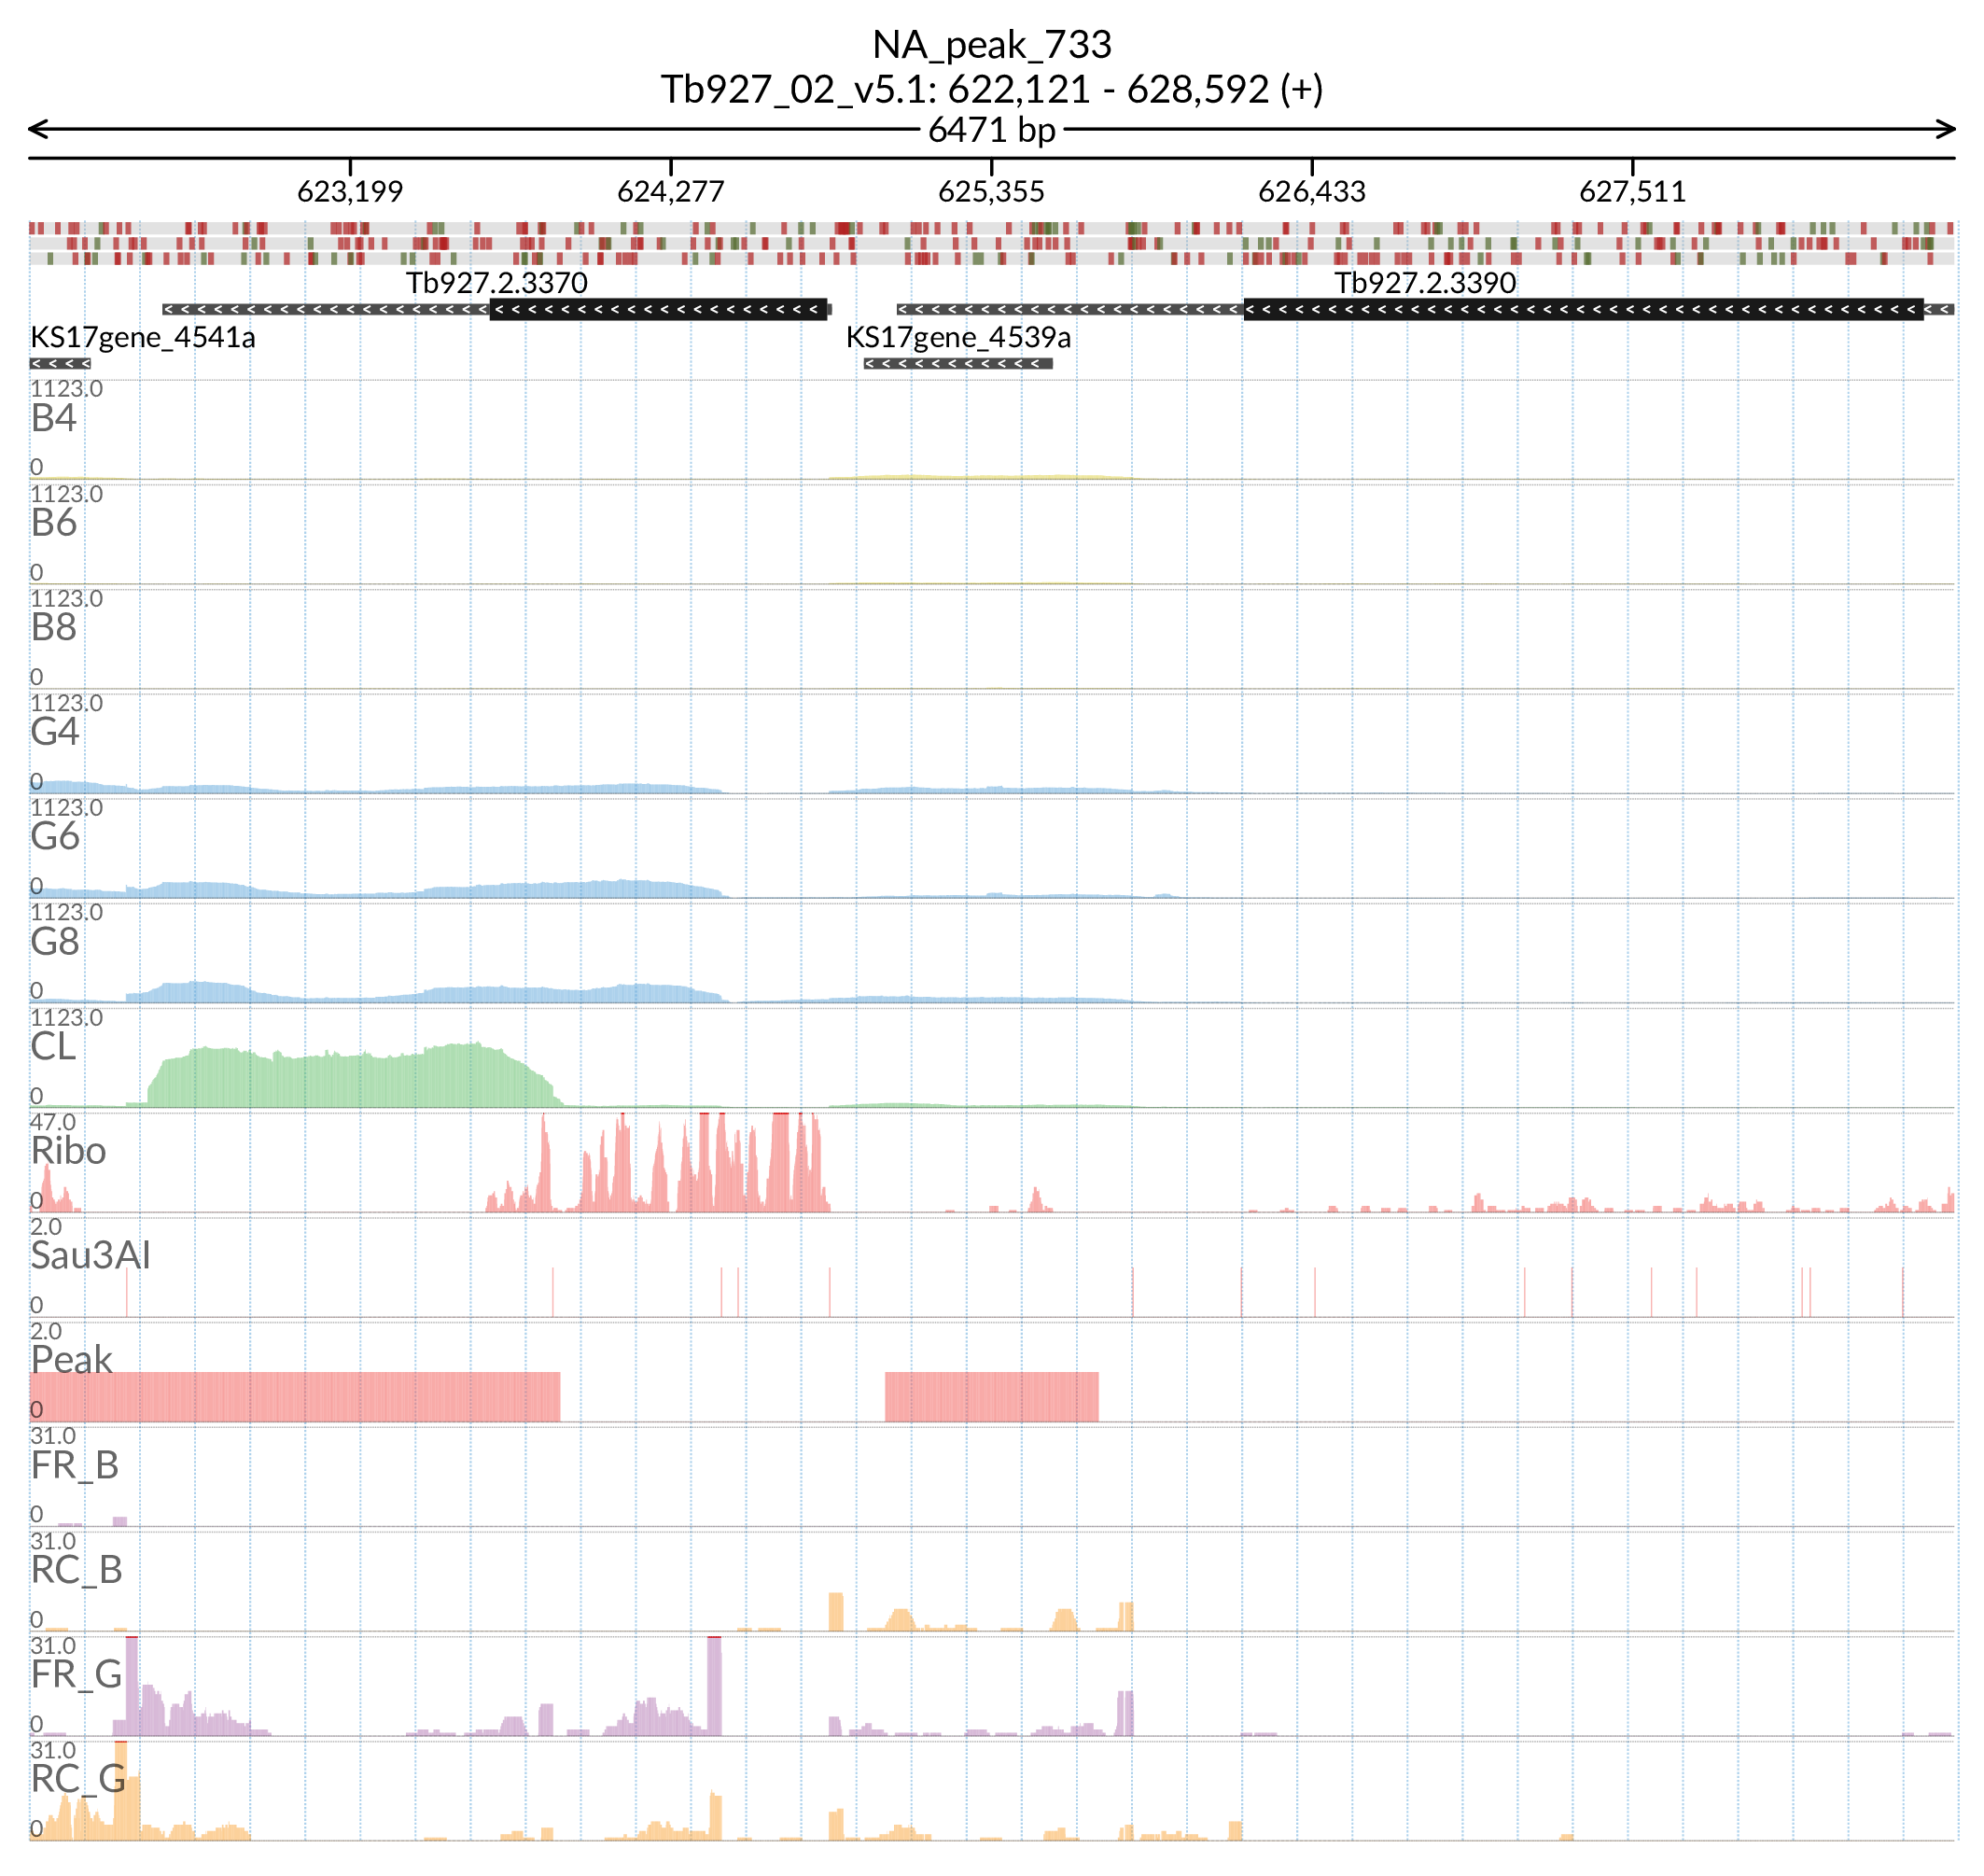 NA_peak_733
Tb927_02_v5.1: 622,121 - 628,592 (+)
6471 bp
623,199 624,277 625,355 626,433 627,511
Tb927.2.3370 Tb927.2.3390
KS17gene_4541a KS17gene_4539a
1123.0
B4
0
1123.0
B6
0
1123.0
B8
0
1123.0
G4
0
1123.0
G6
0
1123.0
G8
0
1123.0
CL
0
47.0
Ribo
0
2.0
Sau3AI
0
2.0
Peak
0
31.0
FR_B
0
31.0
RC_B
0
31.0
FR_G
0
31.0
RC_G
0